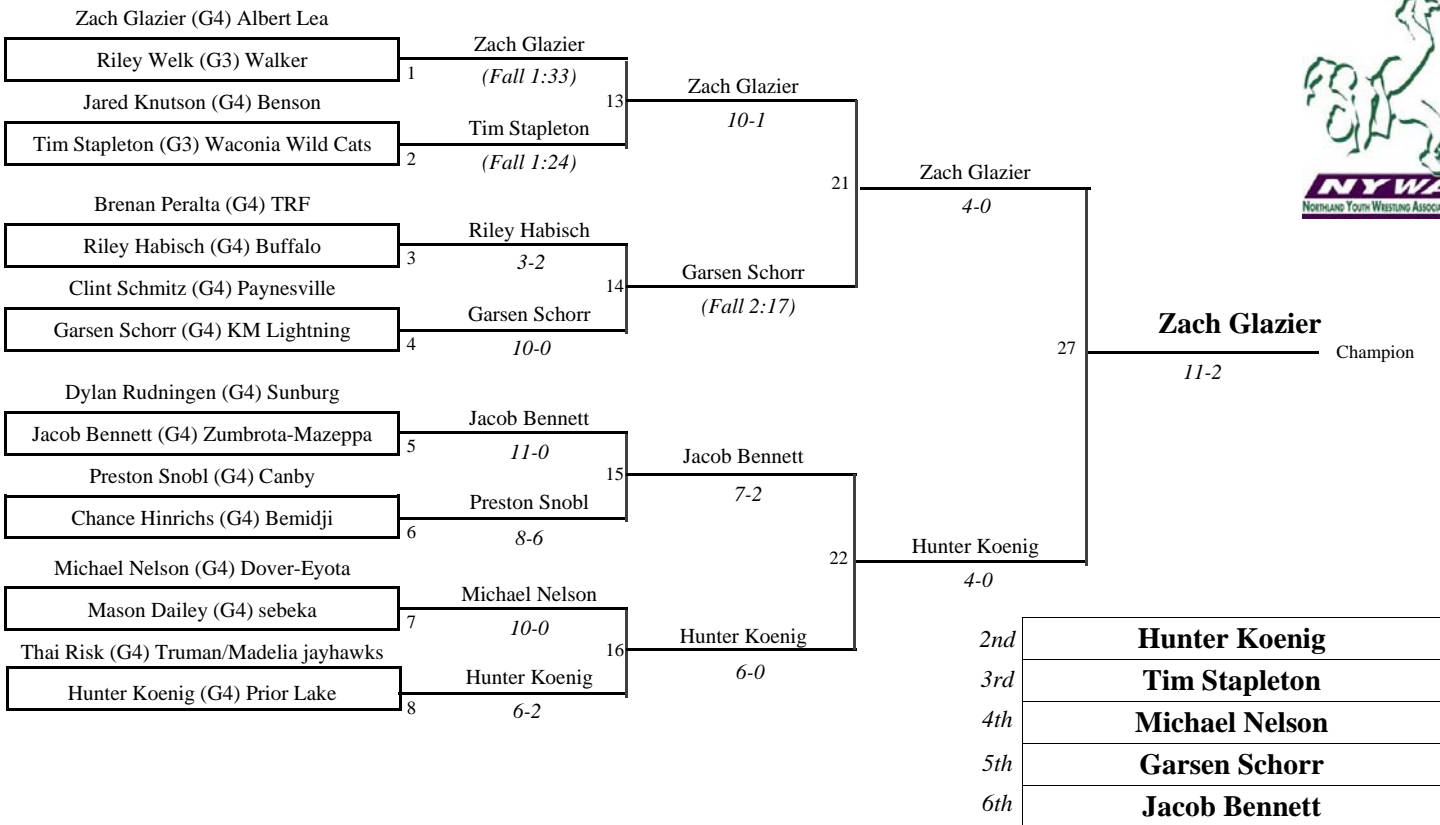 Zach Glazier (G4) Albert Lea
Riley Welk (G3) Walker
1
Jared Knutson (G4) Benson
Tim Stapleton (G3) Waconia Wild Cats
2
Brenan Peralta (G4) TRF
Riley Habisch (G4) Buffalo
3
Clint Schmitz (G4) Paynesville
Garsen Schorr (G4) KM Lightning
4
Dylan Rudningen (G4) Sunburg
Jacob Bennett (G4) Zumbrota-Mazeppa
5
Preston Snobl (G4) Canby
Chance Hinrichs (G4) Bemidji
6
Michael Nelson (G4) Dover-Eyota
Mason Dailey (G4) sebeka
7
Thai Risk (G4) Truman/Madelia jayhawks
Hunter Koenig (G4) Prior Lake
8
Zach Glazier
(Fall 1:33)
13
Tim Stapleton
(Fall 1:24)
Riley Habisch
3-2
14
Garsen Schorr
10-0
Jacob Bennett
11-0
15
Preston Snobl
8-6
Michael Nelson
10-0
16
Hunter Koenig
6-2
Zach Glazier
10-1
21
Garsen Schorr
(Fall 2:17)
Jacob Bennett
7-2
22
Hunter Koenig
6-0
Zach Glazier
4-0
27
Hunter Koenig
4-0
Zach Glazier
Champion
11-2
NYWA
NORTHLAND YOUTH WRESTLING
2nd Hunter Koenig
3rd Tim Stapleton
4th Michael Nelson
5th Garsen Schorr
6th Jacob Bennett